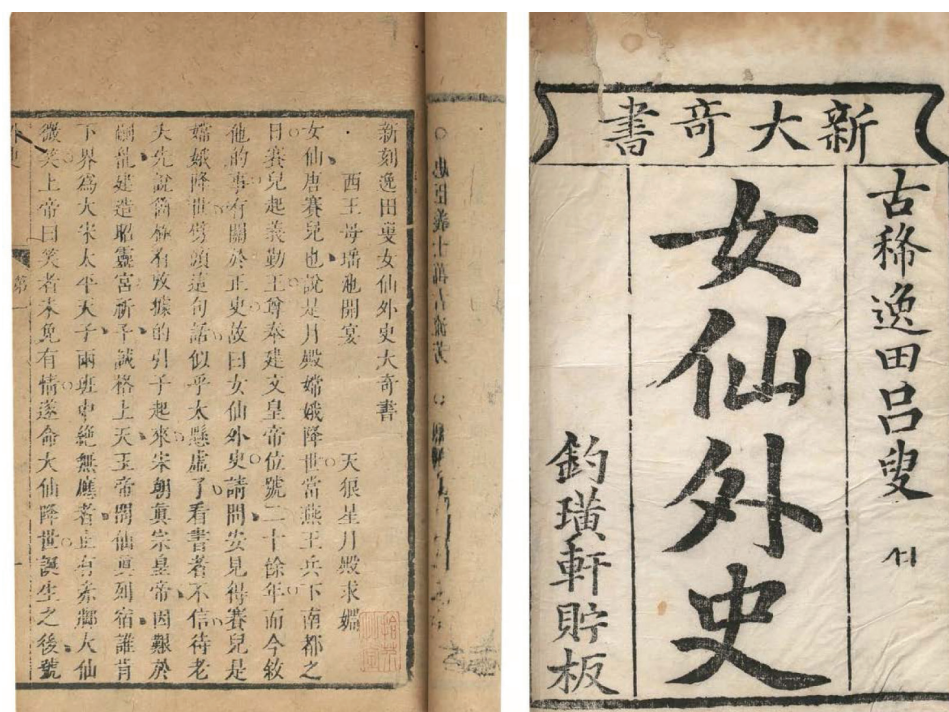 新大奇書
古稀逸田呂叟
女仙外史
釣璜軒貯板
新刻逸田叟女仙外史大奇書
西王母瑤池開宴 天狼星月殿求姻
女仙唐賽兒也說是月殿嫦娥降世當燕王兵下南都之
日賽兒起義勤王尊奉建文皇帝位號二十餘年而今敘
他的事有關於正史故曰女仙外史請問安見得賽兒是
嫦娥降世劈頭這句話似乎太懸虛了看書者不信待老
夫先說個極有攷據的引子起來宋朝真宗皇帝因艱於
嗣胤建造昭靈宮祈子誠格上天玉帝問仙真列宿誰肯
下界為大宋太平天子兩班中絕無應者止有赤腳大仙
微笑上帝曰笑者未免有情遂命大仙降世誕生之後號
外史 第一